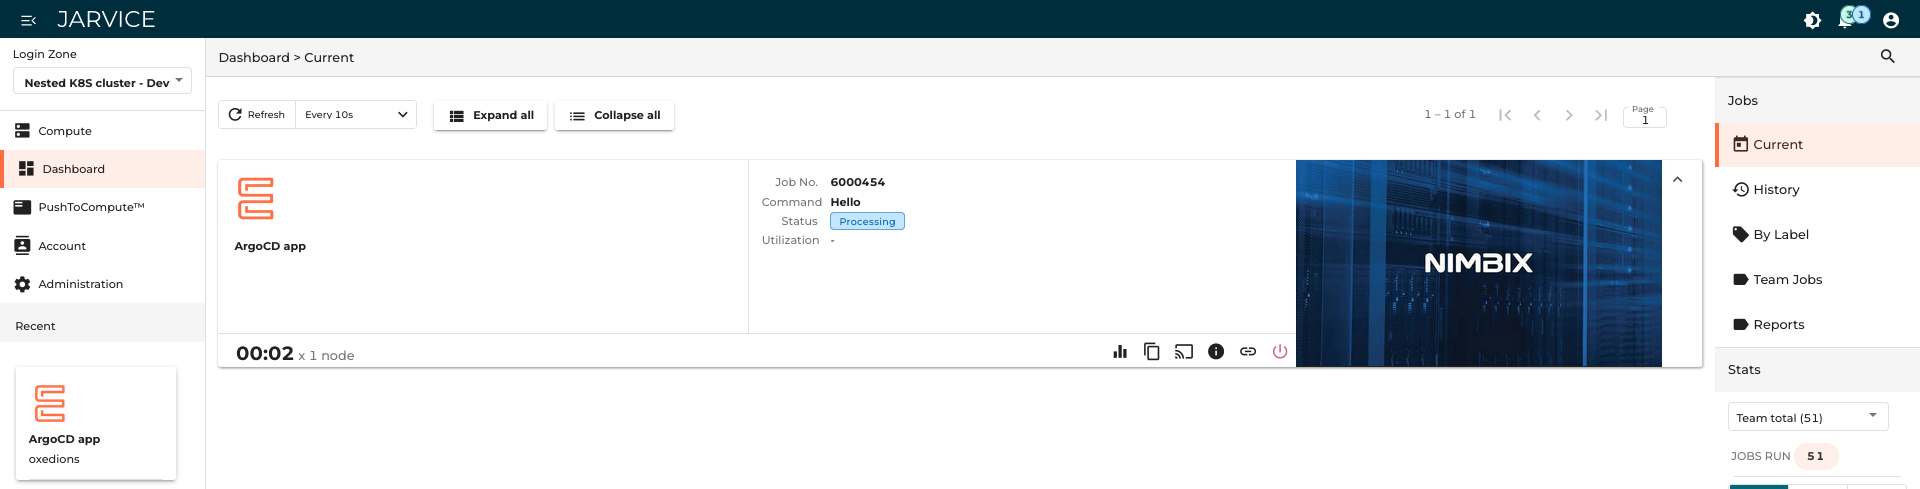 JARVICE
3 1
Login Zone
Nested K8S cluster - Dev
Compute
Dashboard
PushToCompute™
Account
Administration
Recent
ArgoCD app
oxedions
Dashboard > Current
Refresh
Every 10s
Expand all
Collapse all
1 – 1 of 1
Page
1
ArgoCD app
Job No. 6000454
Command Hello
Status Processing
Utilization -
00:02 x 1 node
NIMBIX
Jobs
Current
History
By Label
Team Jobs
Reports
Stats
Team total (51)
JOBS RUN 51